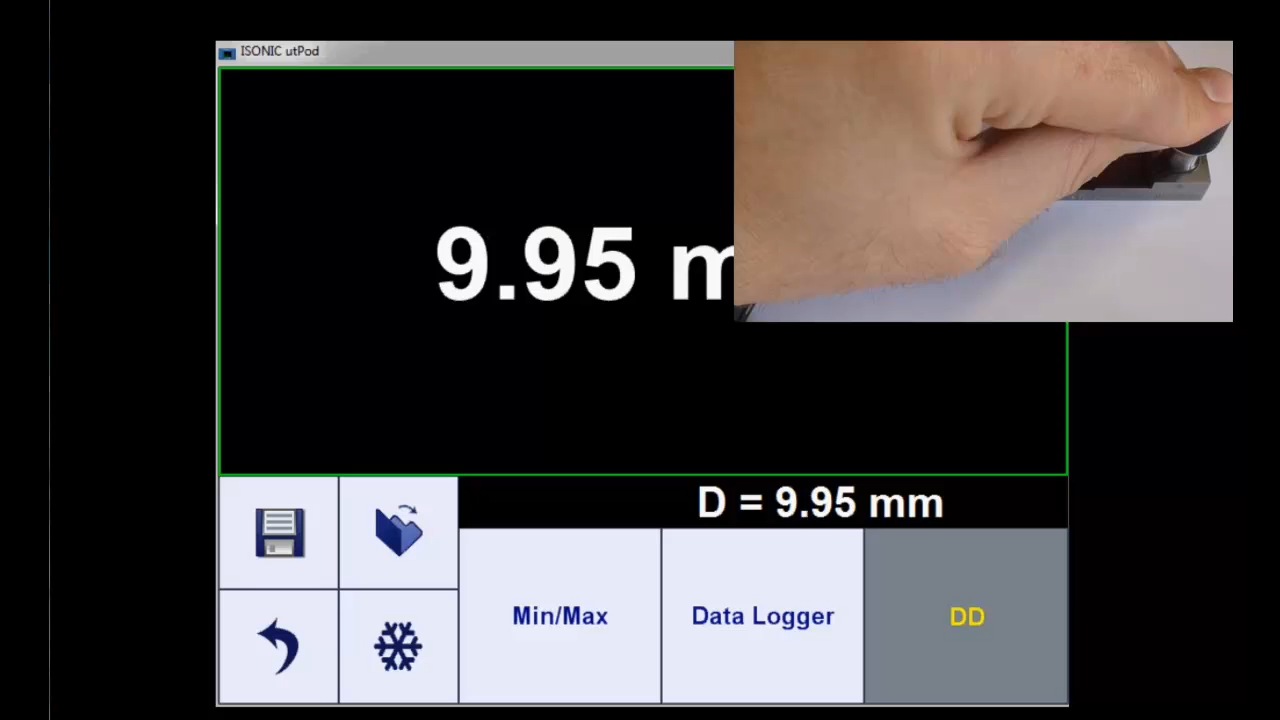 ISONIC utPod
9.95 m
D = 9.95 mm
Min/Max
Data Logger
DD